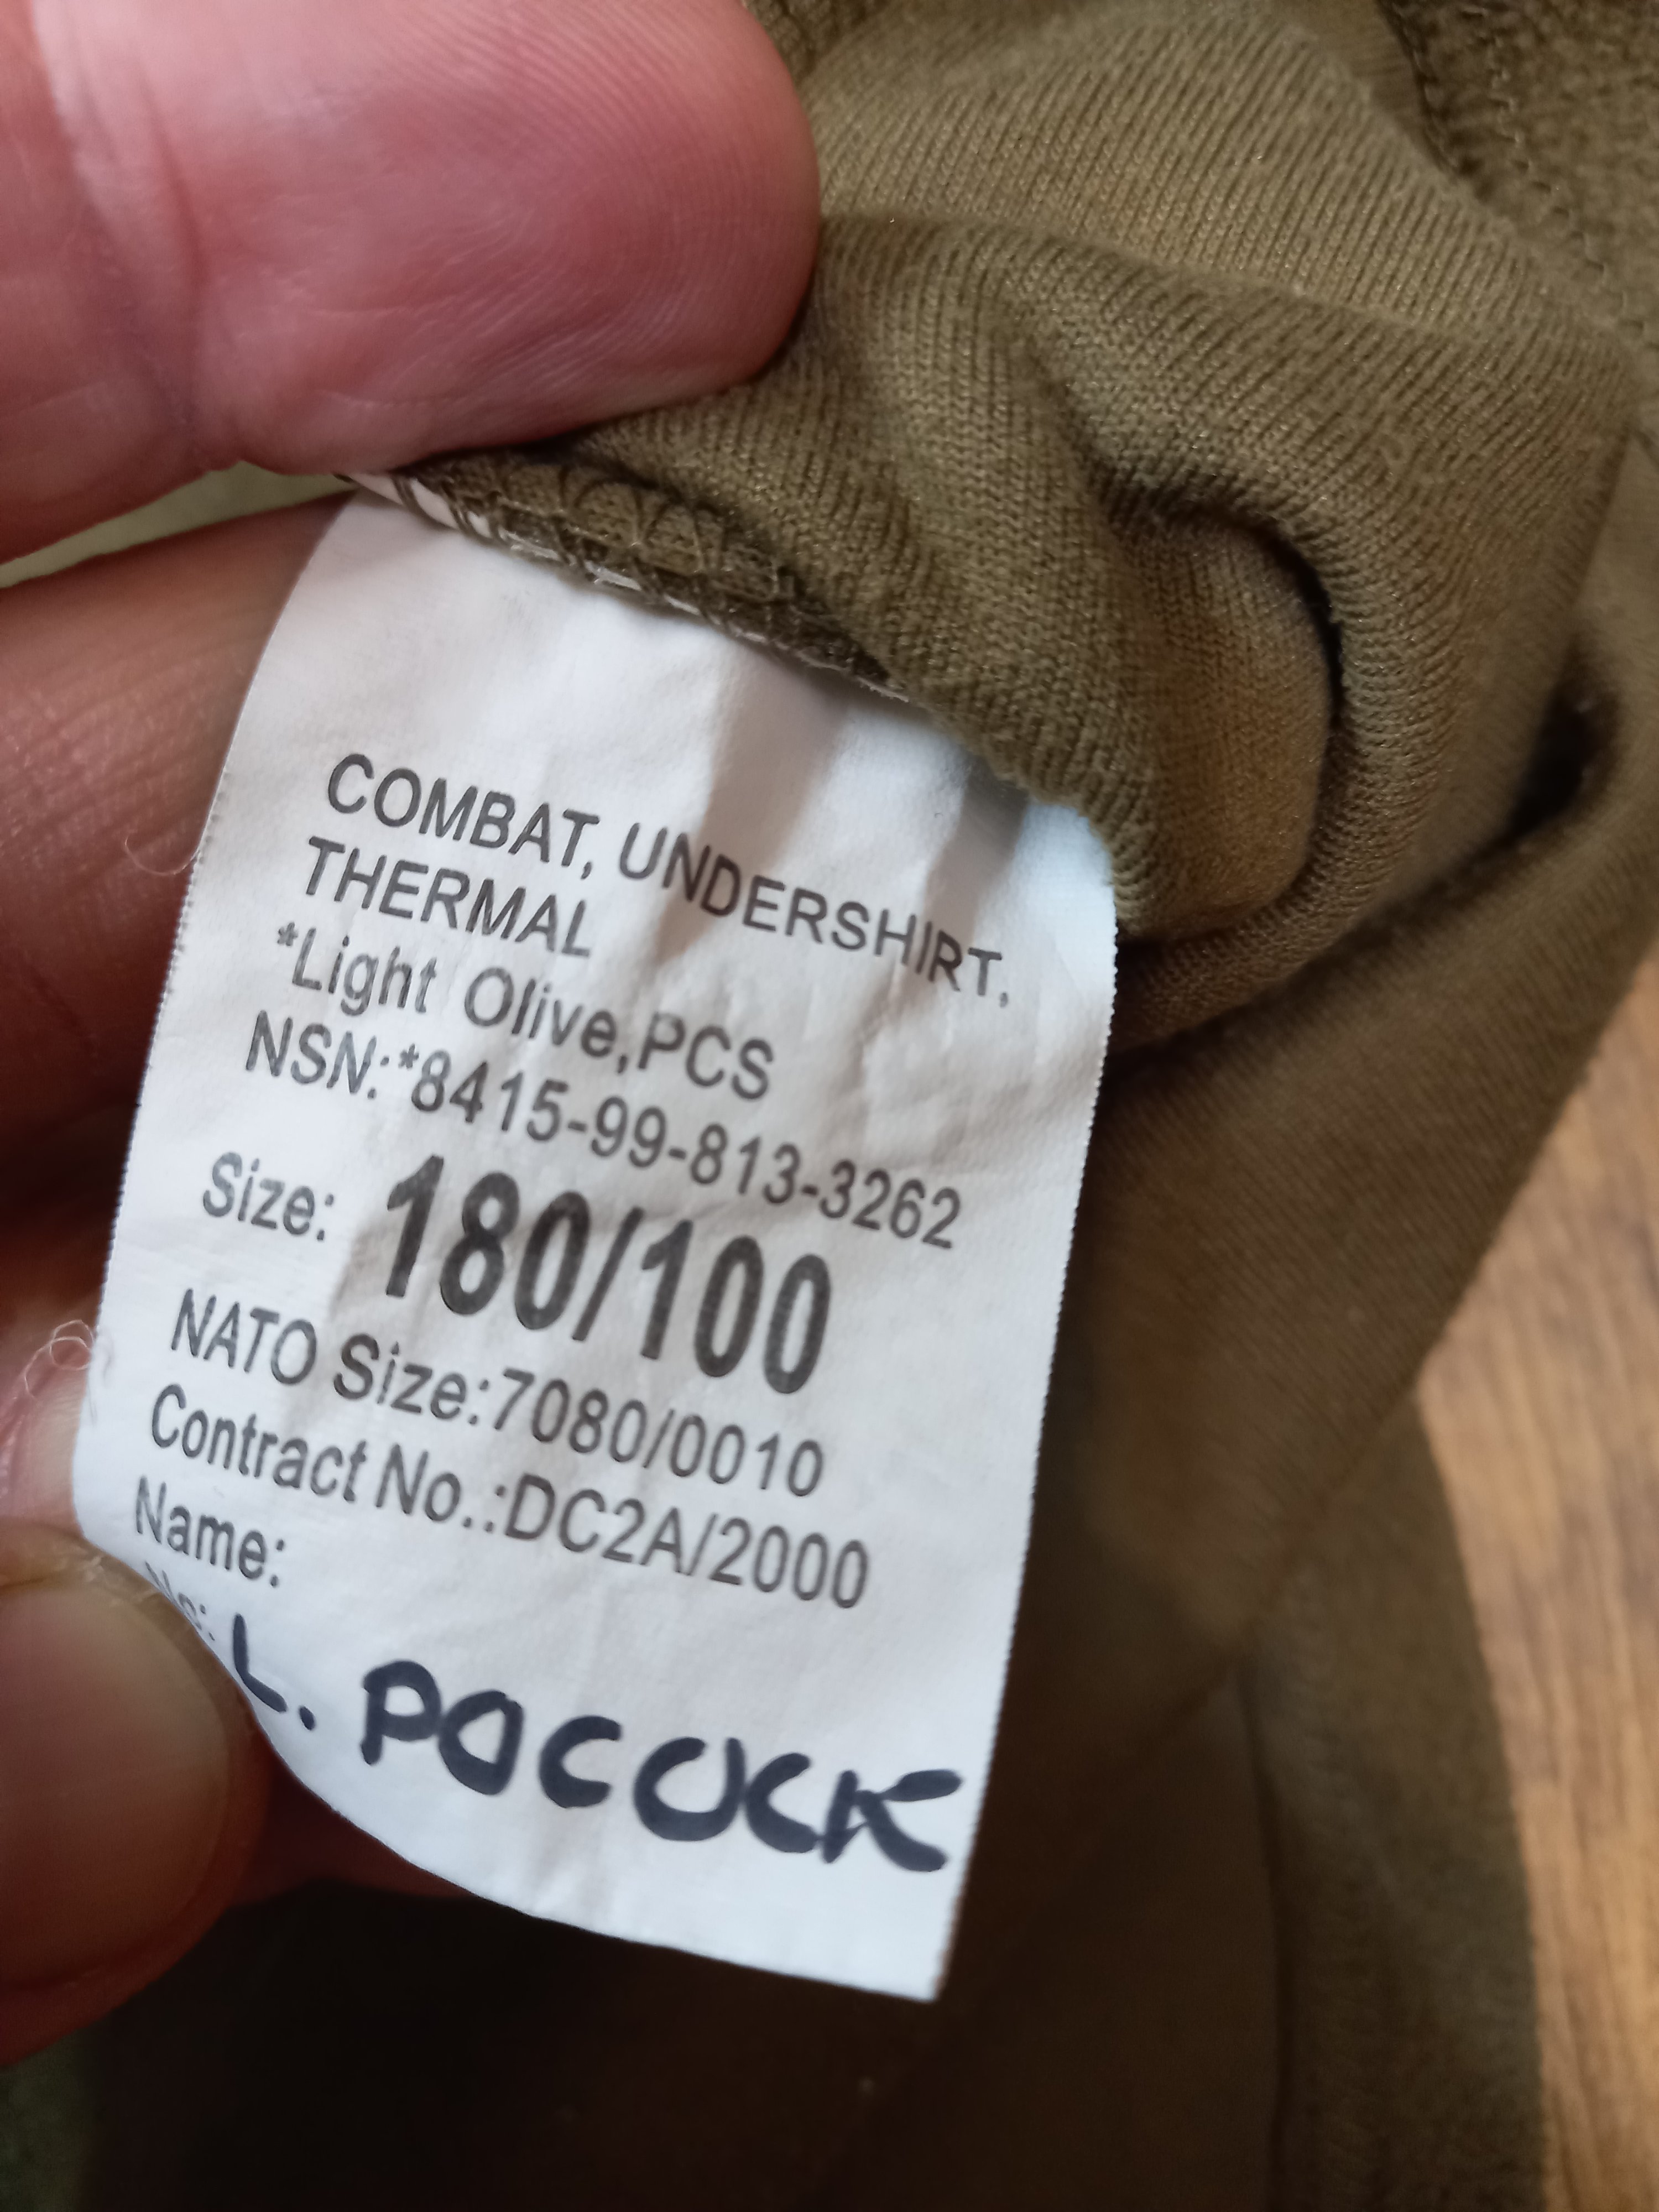 COMBAT, UNDERSHIRT,
THERMAL
*Light Olive,PCS
NSN:*8415-99-813-3262
Size: 180/100
NATO Size:7080/0010
Contract No.:DC2A/2000
Name:
L. POCOCK